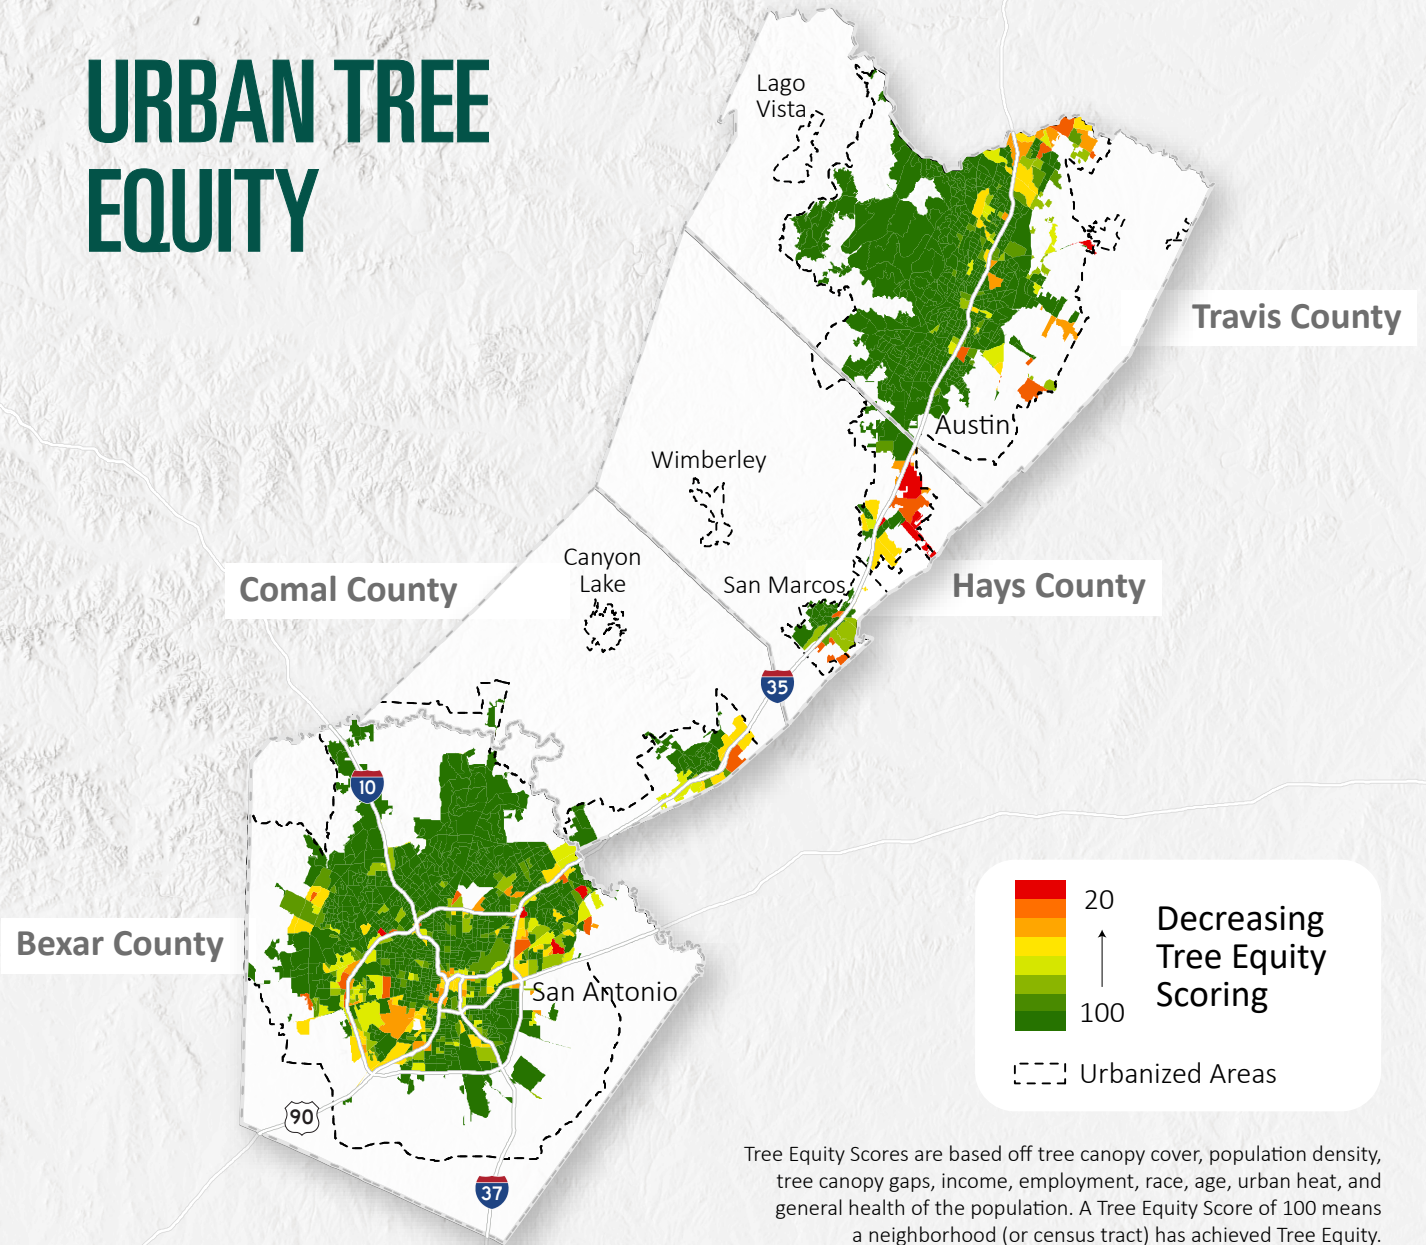 URBAN TREE
EQUITY
Lago
Vista
Travis County
Austin
Wimberley
Canyon
Lake
Comal County
San Marcos
Hays County
35
10
Bexar County
San Antonio
90
37
20
100
Decreasing
Tree Equity
Scoring
Urbanized Areas
Tree Equity Scores are based off tree canopy cover, population density,
tree canopy gaps, income, employment, race, age, urban heat, and
general health of the population. A Tree Equity Score of 100 means
a neighborhood (or census tract) has achieved Tree Equity.